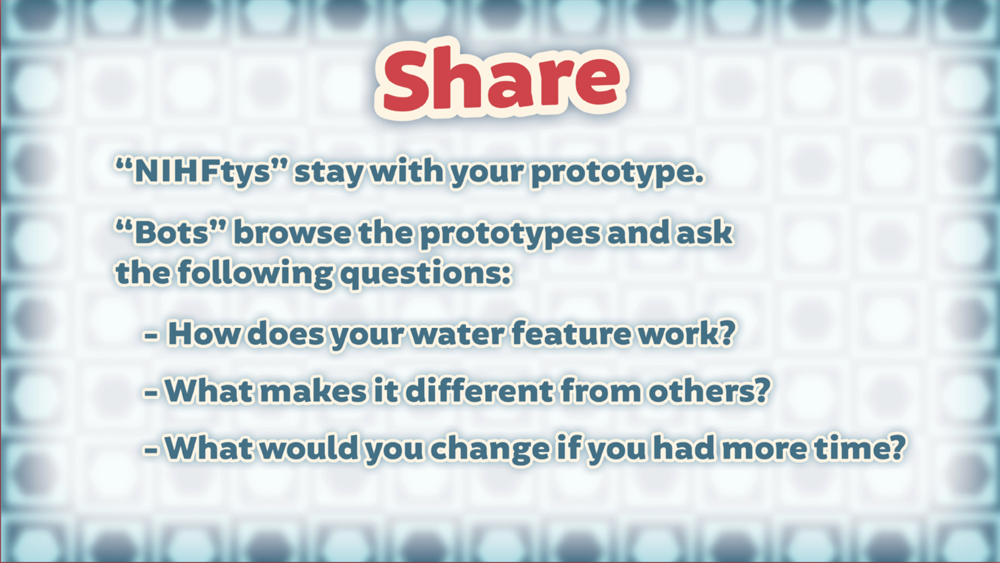 Share
“NIHFtys” stay with your prototype.
“Bots” browse the prototypes and ask
the following questions:
- How does your water feature work?
- What makes it different from others?
- What would you change if you had more time?